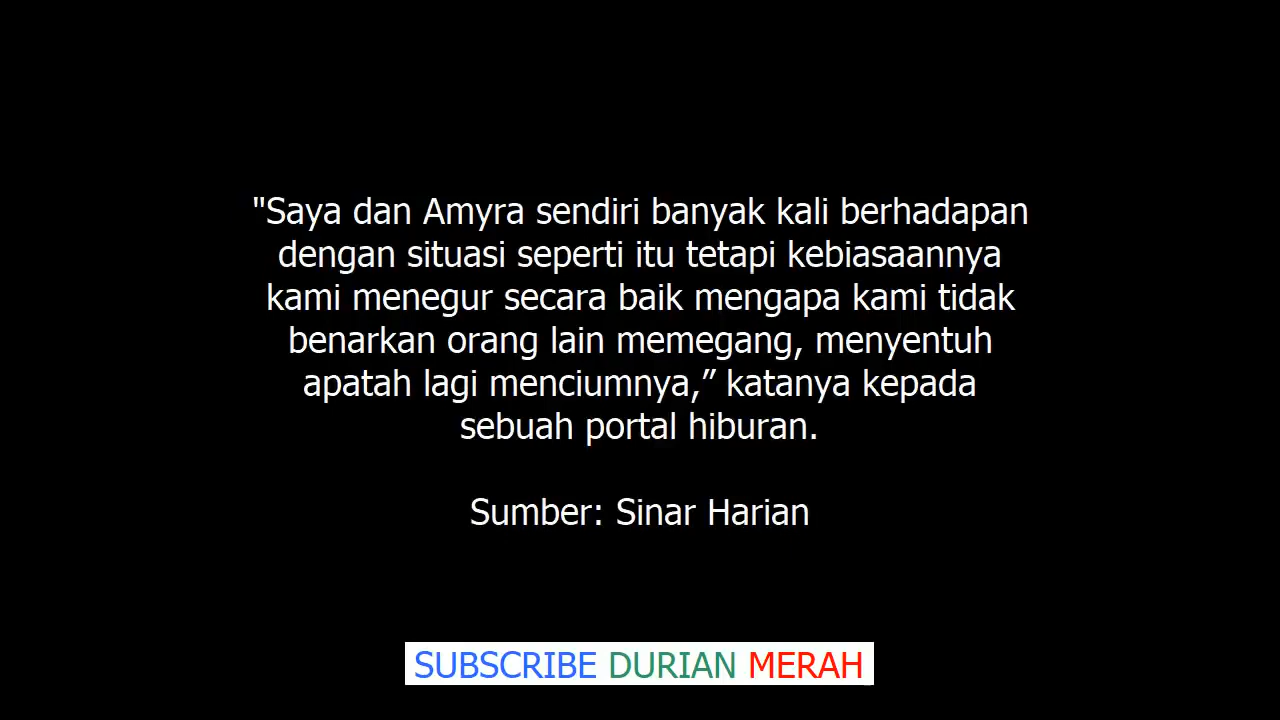 "Saya dan Amyra sendiri banyak kali berhadapan
dengan situasi seperti itu tetapi kebiasaannya
kami menegur secara baik mengapa kami tidak
benarkan orang lain memegang, menyentuh
apatah lagi menciumnya,” katanya kepada
sebuah portal hiburan.
Sumber: Sinar Harian
SUBSCRIBE DURIAN MERAH